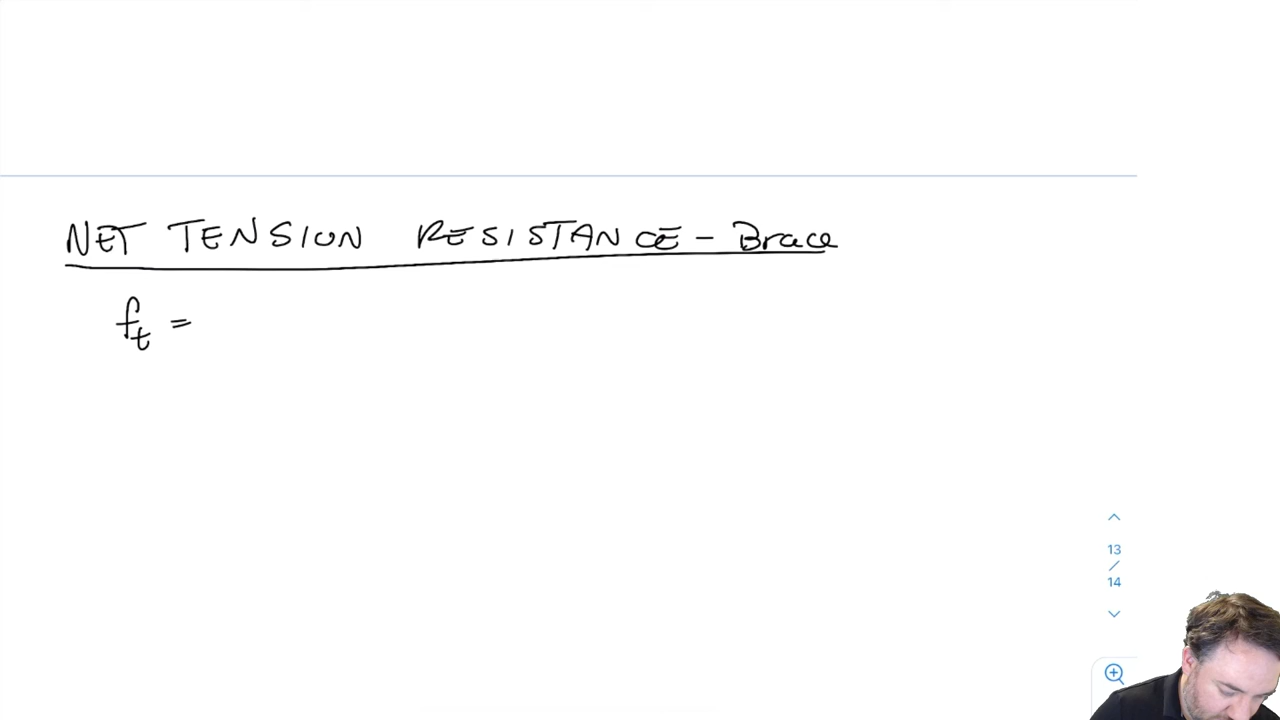 NET TENSION RESISTANCE - Brace
f_t =
13
/
14